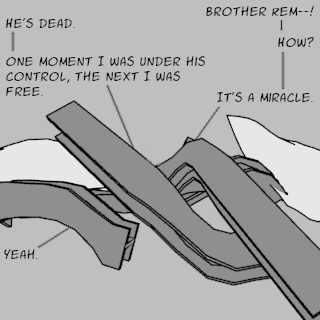 HE'S DEAD.
BROTHER REM--!
HOW?
ONE MOMENT I WAS UNDER HIS
CONTROL, THE NEXT I WAS
FREE.
IT'S A MIRACLE.
YEAH.